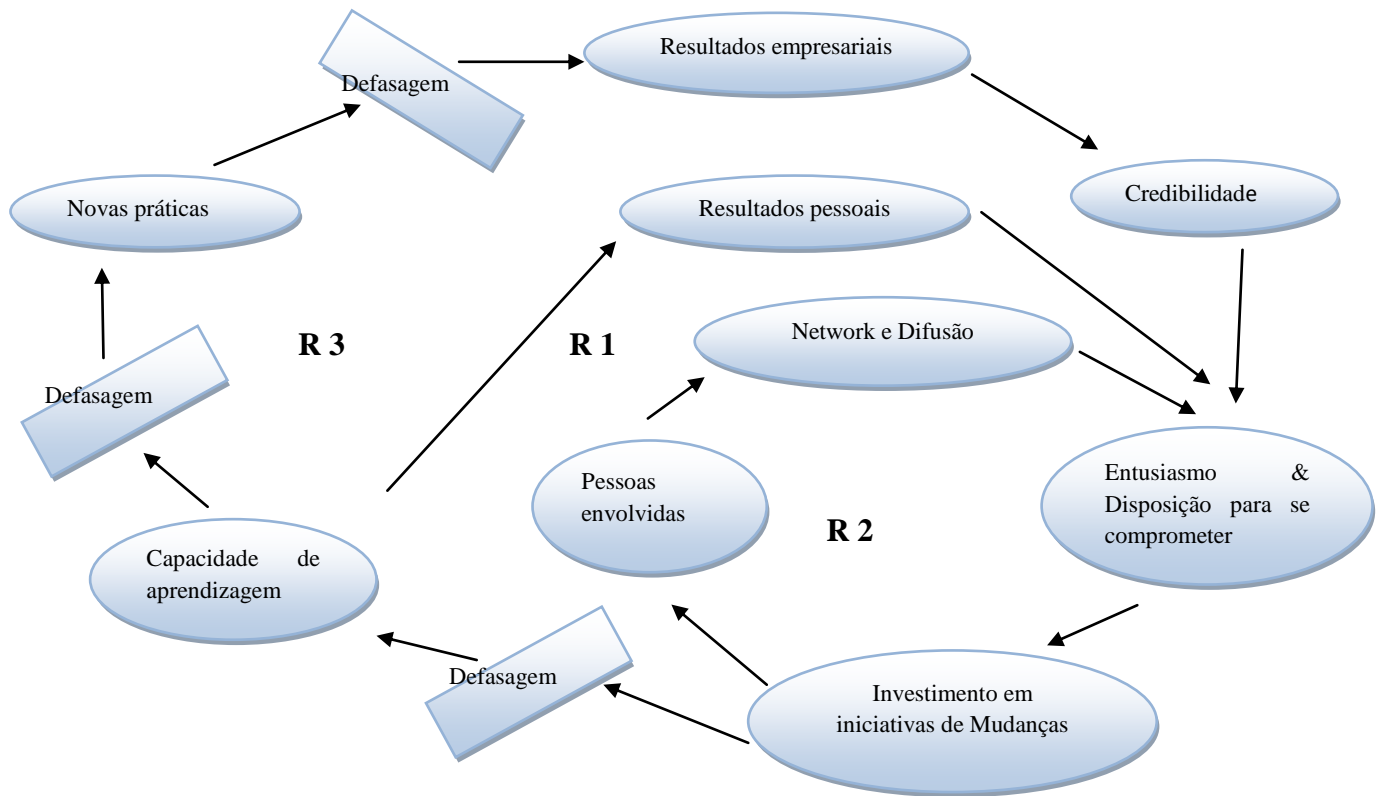 Resultados empresariais
Defasagem
Credibilidade
Novas práticas
Resultados pessoais
R 3
R 1
Network e Difusão
Defasagem
Pessoas
envolvidas
R 2
Entusiasmo &
Disposição para se
comprometer
Capacidade de
aprendizagem
Defasagem
Investimento em
iniciativas de Mudanças